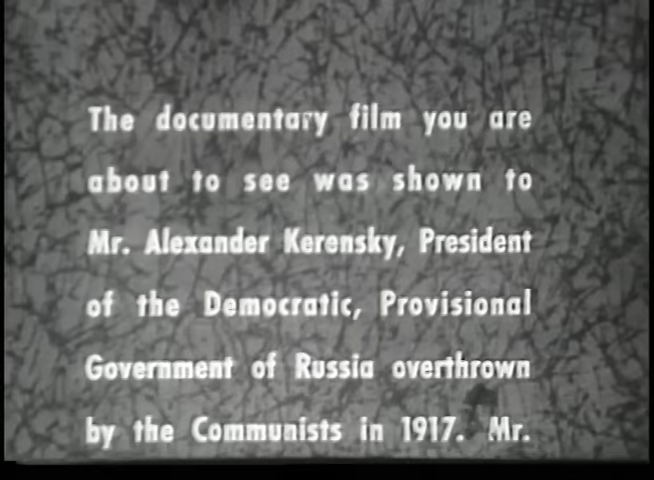 The documentary film you are
about to see was shown to
Mr. Alexander Kerensky, President
of the Democratic, Provisional
Government of Russia overthrown
by the Communists in 1917. Mr.